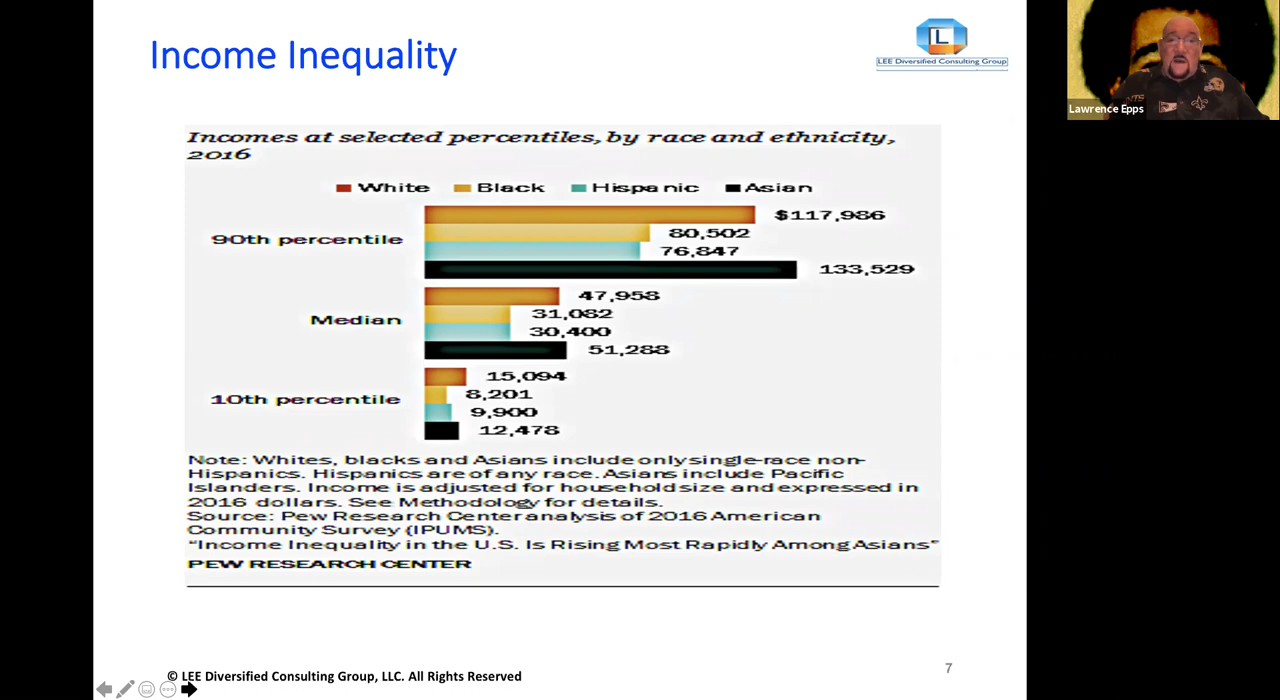 Income Inequality
L
LEE Diversified Consulting Group
Lawrence Epps
Incomes at selected percentiles, by race and ethnicity,
2016
White Black Hispanic Asian
90th percentile
$117,986
80,502
76,847
133,529
Median
47,958
31,082
30,400
51,288
10th percentile
15,094
8,201
9,900
12,478
Note: Whites, blacks and Asians include only single-race non-
Hispanics. Hispanics are of any race. Asians include Pacific
Islanders. Income is adjusted for household size and expressed in
2016 dollars. See Methodology for details.
Source: Pew Research Center analysis of 2016 American
Community Survey (IPUMS).
"Income Inequality in the U.S. Is Rising Most Rapidly Among Asians"
PEW RESEARCH CENTER
© LEE Diversified Consulting Group, LLC. All Rights Reserved
7